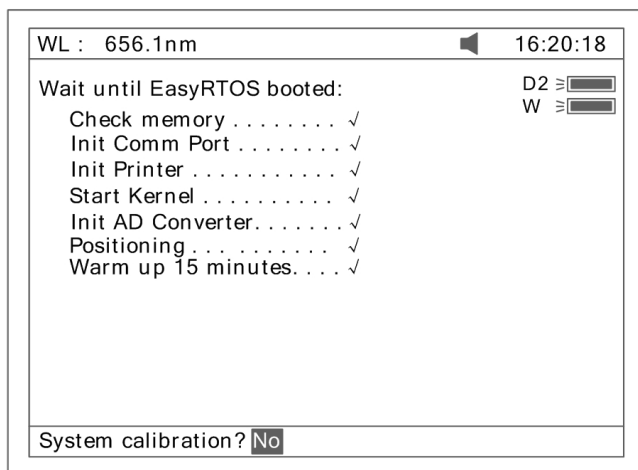 WL : 656.1nm 16:20:18
Wait until EasyRTOS booted:
D2
W
Check memory . . . . . . . . √
Init Comm Port . . . . . . . . √
Init Printer . . . . . . . . . . . √
Start Kernel . . . . . . . . . . √
Init AD Converter. . . . . . . √
Positioning . . . . . . . . . . . √
Warm up 15 minutes. . . . √
System calibration? No